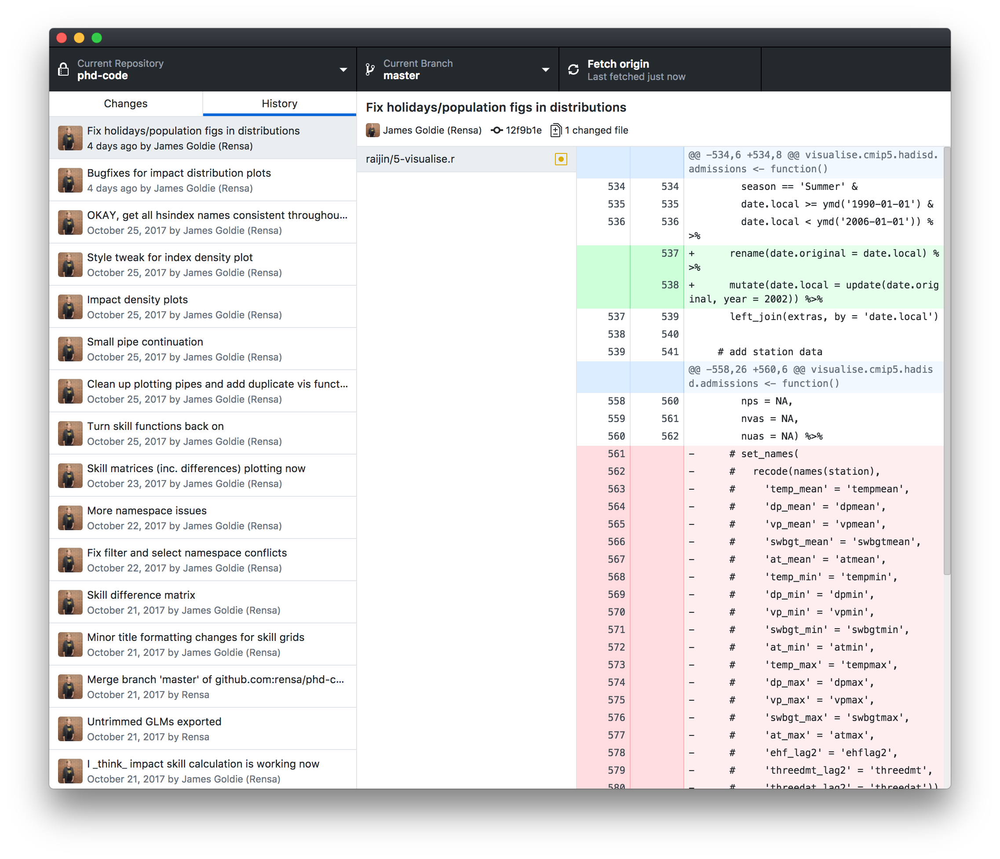 Current Repository
phd-code
Current Branch
master
Fetch origin
Last fetched just now
Changes
History
Fix holidays/population figs in distributions
4 days ago by James Goldie (Rensa)
Bugfixes for impact distribution plots
4 days ago by James Goldie (Rensa)
OKAY, get all hsindex names consistent throughou...
October 25, 2017 by James Goldie (Rensa)
Style tweak for index density plot
October 25, 2017 by James Goldie (Rensa)
Impact density plots
October 25, 2017 by James Goldie (Rensa)
Small pipe continuation
October 25, 2017 by James Goldie (Rensa)
Clean up plotting pipes and add duplicate vis funct...
October 25, 2017 by James Goldie (Rensa)
Turn skill functions back on
October 25, 2017 by James Goldie (Rensa)
Skill matrices (inc. differences) plotting now
October 23, 2017 by James Goldie (Rensa)
More namespace issues
October 22, 2017 by James Goldie (Rensa)
Fix filter and select namespace conflicts
October 22, 2017 by James Goldie (Rensa)
Skill difference matrix
October 21, 2017 by James Goldie (Rensa)
Minor title formatting changes for skill grids
October 21, 2017 by James Goldie (Rensa)
Merge branch 'master' of github.com:rensa/phd-c...
October 21, 2017 by Rensa
Untrimmed GLMs exported
October 21, 2017 by Rensa
I _think_ impact skill calculation is working now
October 21, 2017 by James Goldie (Rensa)
Fix holidays/population figs in distributions
James Goldie (Rensa) 12f9b1e 1 changed file
raijin/5-visualise.r
@@ -534,6 +534,8 @@ visualise.cmip5.hadisd.
admissions <- function()
534 534 season == 'Summer' &
535 535 date.local >= ymd('1990-01-01') &
536 536 date.local < ymd('2006-01-01')) %
>%
537 + rename(date.original = date.local) %
>%
538 + mutate(date.local = update(date.orig
inal, year = 2002)) %>%
537 539 left_join(extras, by = 'date.local')
538 540
539 541 # add station data
@@ -558,26 +560,6 @@ visualise.cmip5.hadis
d.admissions <- function()
558 560 nps = NA,
559 561 nvas = NA,
560 562 nuas = NA) %>%
561 - # set_names(
562 - # recode(names(station),
563 - # 'temp_mean' = 'tempmean',
564 - # 'dp_mean' = 'dpmean',
565 - # 'vp_mean' = 'vpmean',
566 - # 'swbgt_mean' = 'swbgtmean',
567 - # 'at_mean' = 'atmean',
568 - # 'temp_min' = 'tempmin',
569 - # 'dp_min' = 'dpmin',
570 - # 'vp_min' = 'vpmin',
571 - # 'swbgt_min' = 'swbgtmin',
572 - # 'at_min' = 'atmin',
573 - # 'temp_max' = 'tempmax',
574 - # 'dp_max' = 'dpmax',
575 - # 'vp_max' = 'vpmax',
576 - # 'swbgt_max' = 'swbgtmax',
577 - # 'at_max' = 'atmax',
578 - # 'ehf_lag2' = 'ehflag2',
579 - # 'threedmt_lag2' = 'threedmt',
580 - # 'threedat_lag2' = 'threedat'))